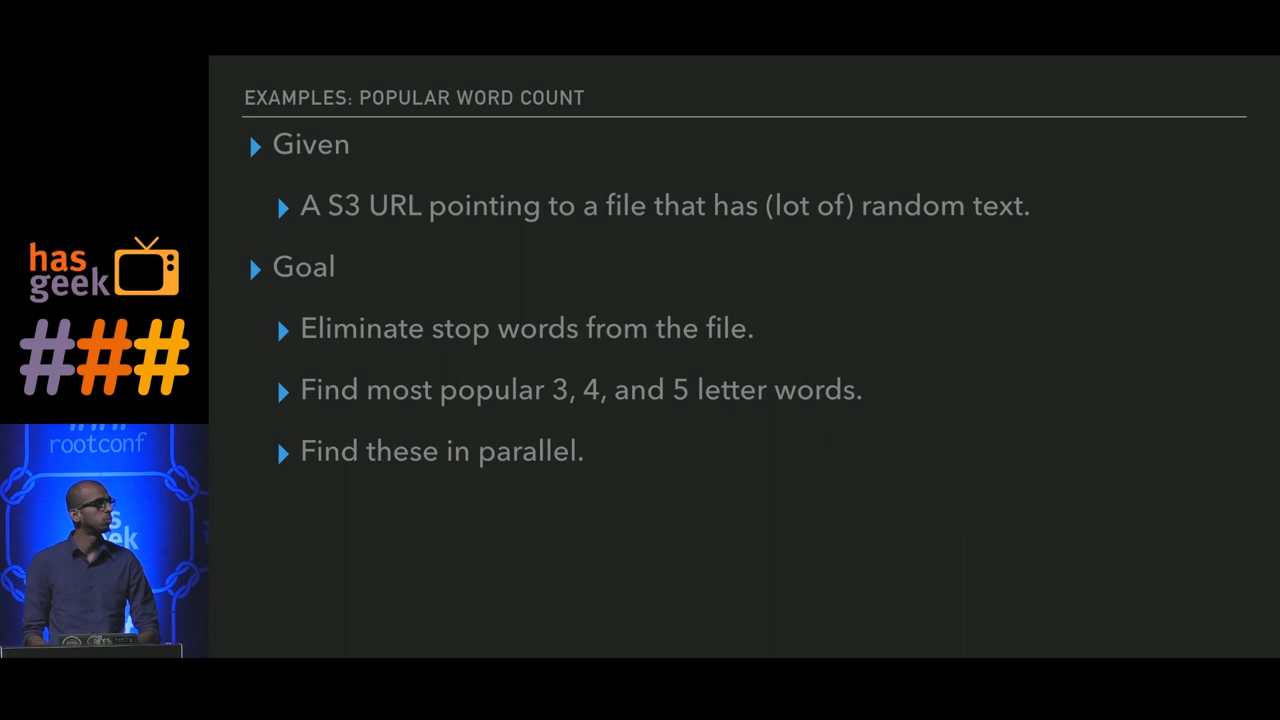 EXAMPLES: POPULAR WORD COUNT
Given
A S3 URL pointing to a file that has (lot of) random text.
Goal
Eliminate stop words from the file.
Find most popular 3, 4, and 5 letter words.
Find these in parallel.
has
geek
###
rootconf